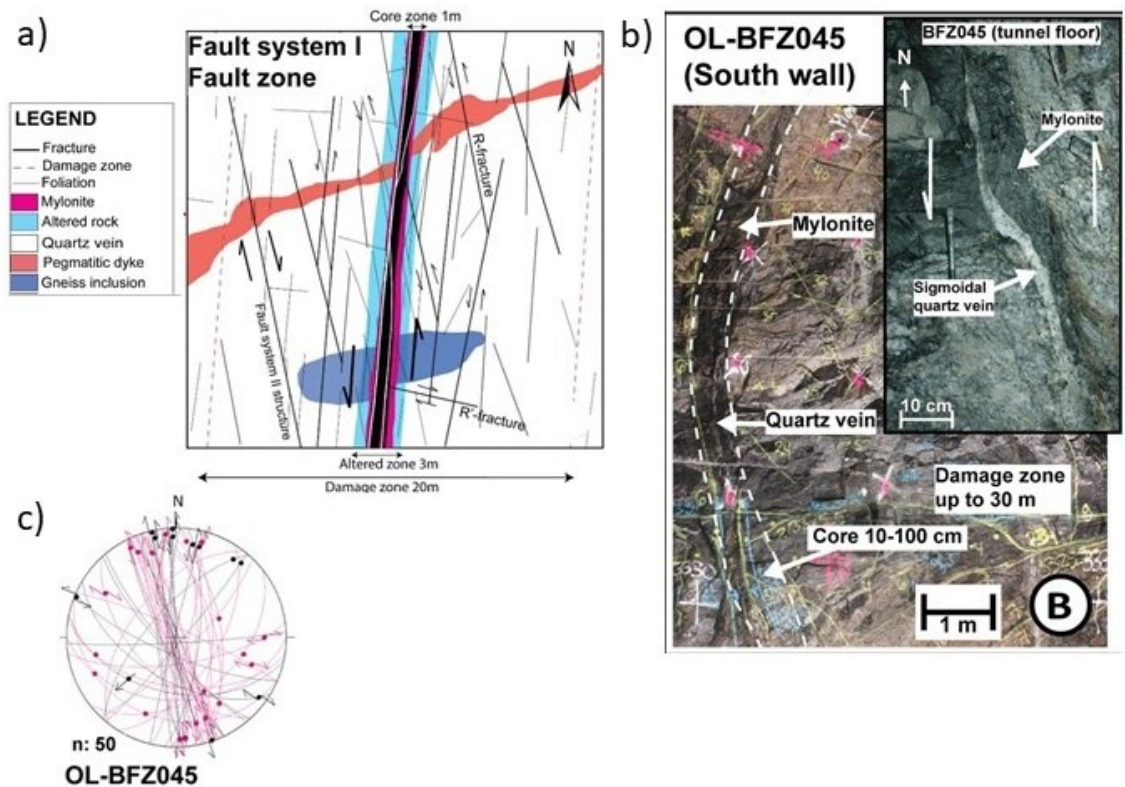 a)
Core zone 1m
Fault system I
Fault zone
N
LEGEND
Fracture
Damage zone
Foliation
Mylonite
Altered rock
Quartz vein
Pegmatitic dyke
Gneiss inclusion
R-fracture
Fault system II structure
R'-fracture
Altered zone 3m
Damage zone 20m
b)
OL-BFZ045
(South wall)
BFZ045 (tunnel floor)
N
Mylonite
Sigmoidal
quartz vein
10 cm
Mylonite
Quartz vein
Damage zone
up to 30 m
Core 10-100 cm
B
1 m
c)
N
n: 50
OL-BFZ045